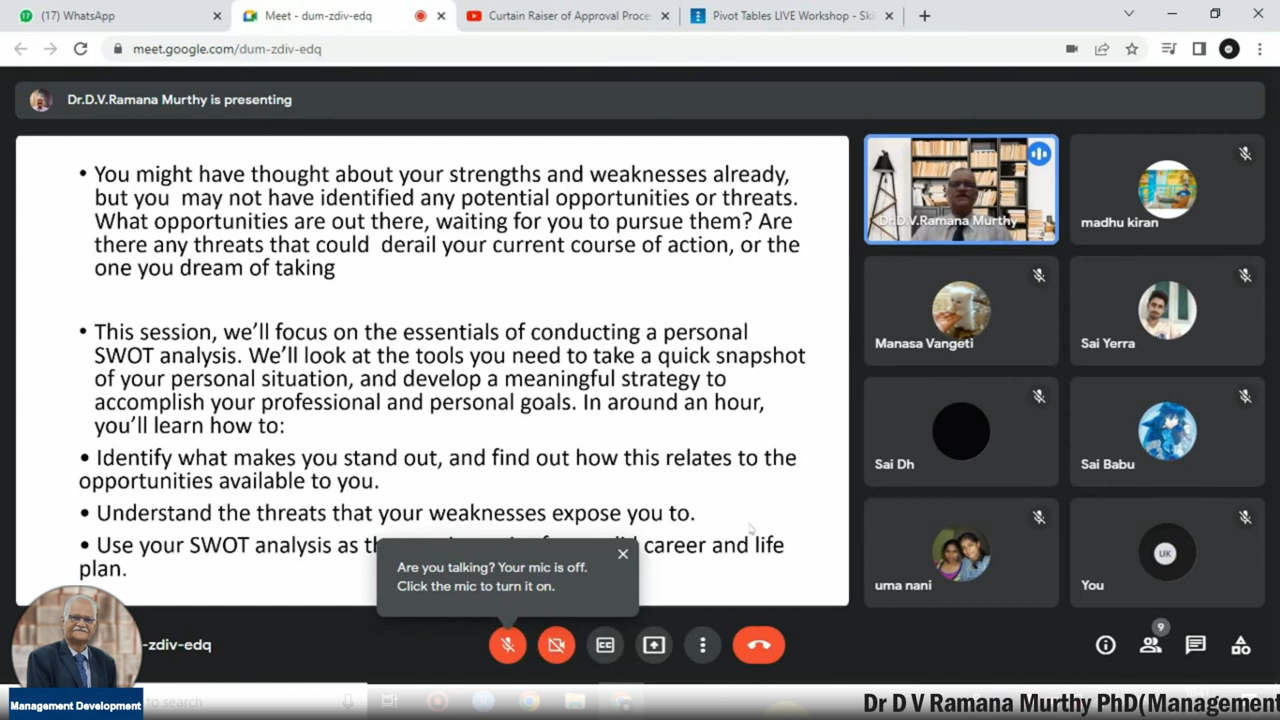 (17) WhatsApp
Meet - dum-zdiv-edq
Curtain Raiser of Approval Proce
Pivot Tables LIVE Workshop - Ski
meet.google.com/dum-zdiv-edq
Dr.D.V.Ramana Murthy is presenting
• You might have thought about your strengths and weaknesses already,
but you may not have identified any potential opportunities or threats.
What opportunities are out there, waiting for you to pursue them? Are
there any threats that could derail your current course of action, or the
one you dream of taking
• This session, we'll focus on the essentials of conducting a personal
SWOT analysis. We'll look at the tools you need to take a quick snapshot
of your personal situation, and develop a meaningful strategy to
accomplish your professional and personal goals. In around an hour,
you'll learn how to:
• Identify what makes you stand out, and find out how this relates to the
opportunities available to you.
• Understand the threats that your weaknesses expose you to.
• Use your SWOT analysis as career and life
plan.
Are you talking? Your mic is off.
Click the mic to turn it on.
Dr.D.V.Ramana Murthy
madhu kiran
Manasa Vangeti
Sai Yerra
Sai Dh
Sai Babu
uma nani
UK
You
-zdiv-edq
CC
9
Management Development
to search
Dr D V Ramana Murthy PhD(Management